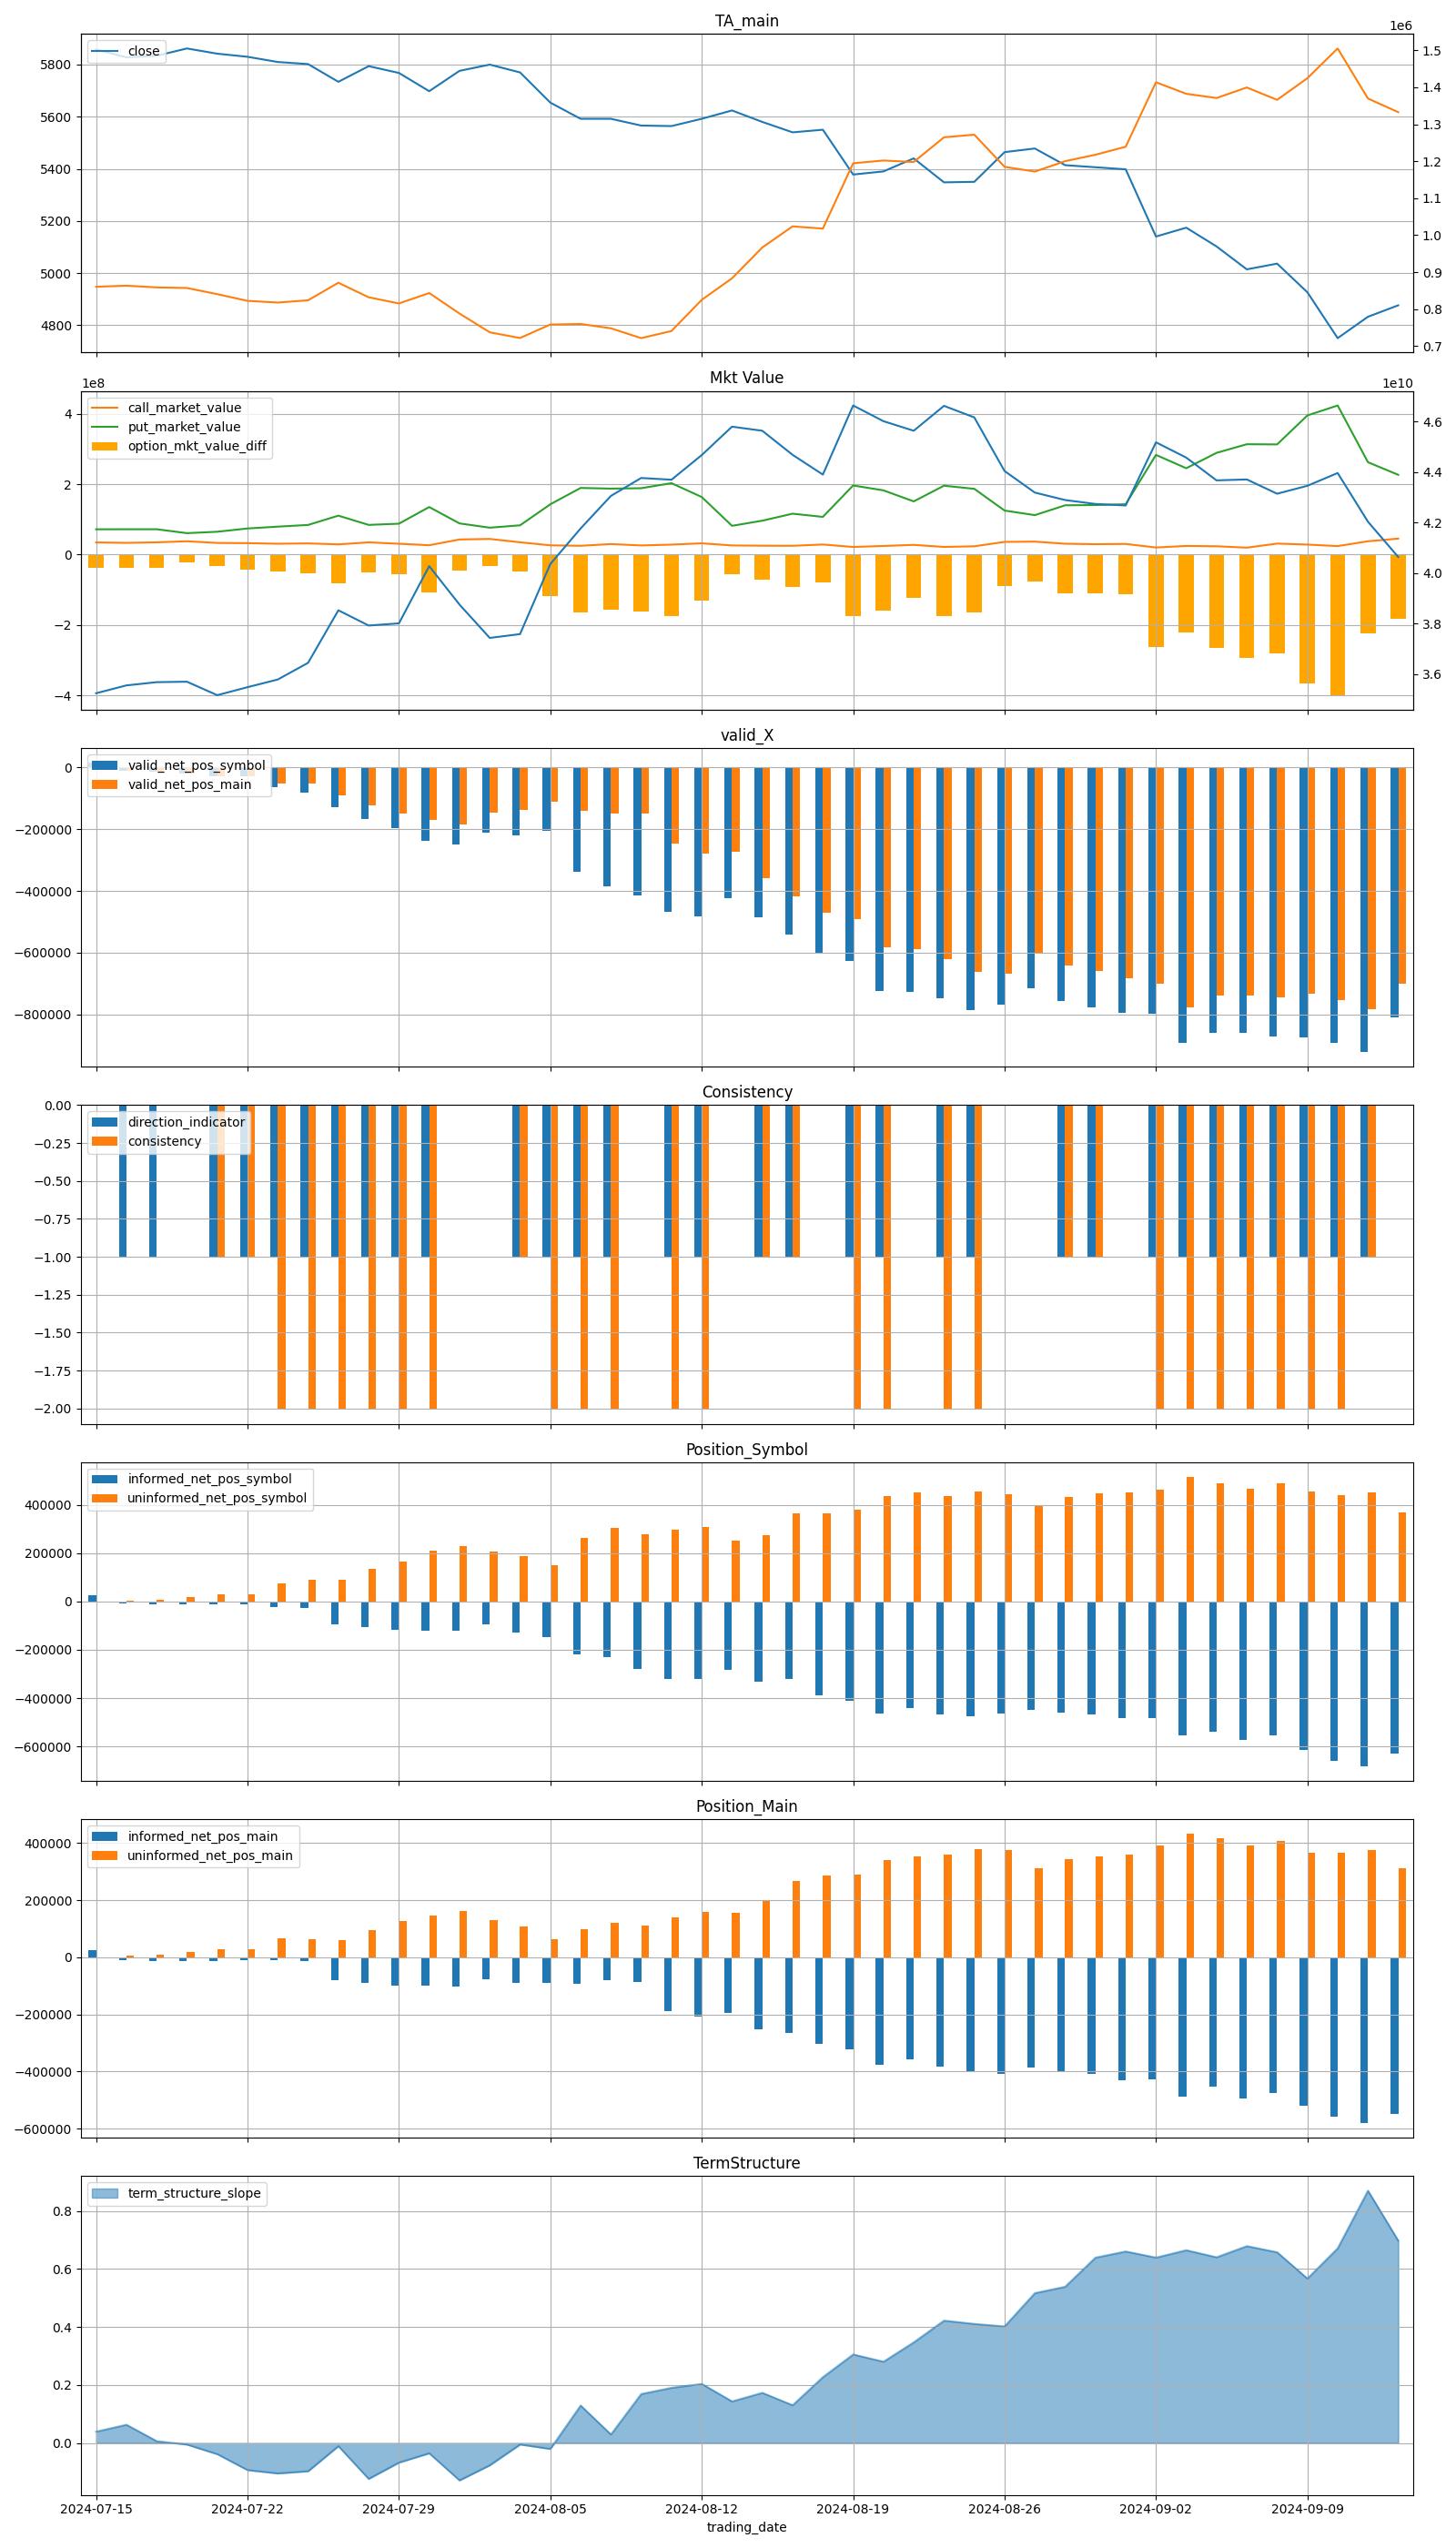 TA_main
1e6
close
5800
5600
5400
5200
5000
4800
1.5
1.4
1.3
1.2
1.1
1.0
0.9
0.8
0.7
Mkt Value
1e8
1e10
call_market_value
put_market_value
option_mkt_value_diff
4
2
0
−2
−4
4.6
4.4
4.2
4.0
3.8
3.6
valid_X
valid_net_pos_symbol
valid_net_pos_main
0
−200000
−400000
−600000
−800000
Consistency
direction_indicator
consistency
0.00
−0.25
−0.50
−0.75
−1.00
−1.25
−1.50
−1.75
−2.00
Position_Symbol
informed_net_pos_symbol
uninformed_net_pos_symbol
400000
200000
0
−200000
−400000
−600000
Position_Main
informed_net_pos_main
uninformed_net_pos_main
400000
200000
0
−200000
−400000
−600000
TermStructure
term_structure_slope
0.8
0.6
0.4
0.2
0.0
2024-07-15 2024-07-22 2024-07-29 2024-08-05 2024-08-12 2024-08-19 2024-08-26 2024-09-02 2024-09-09
trading_date